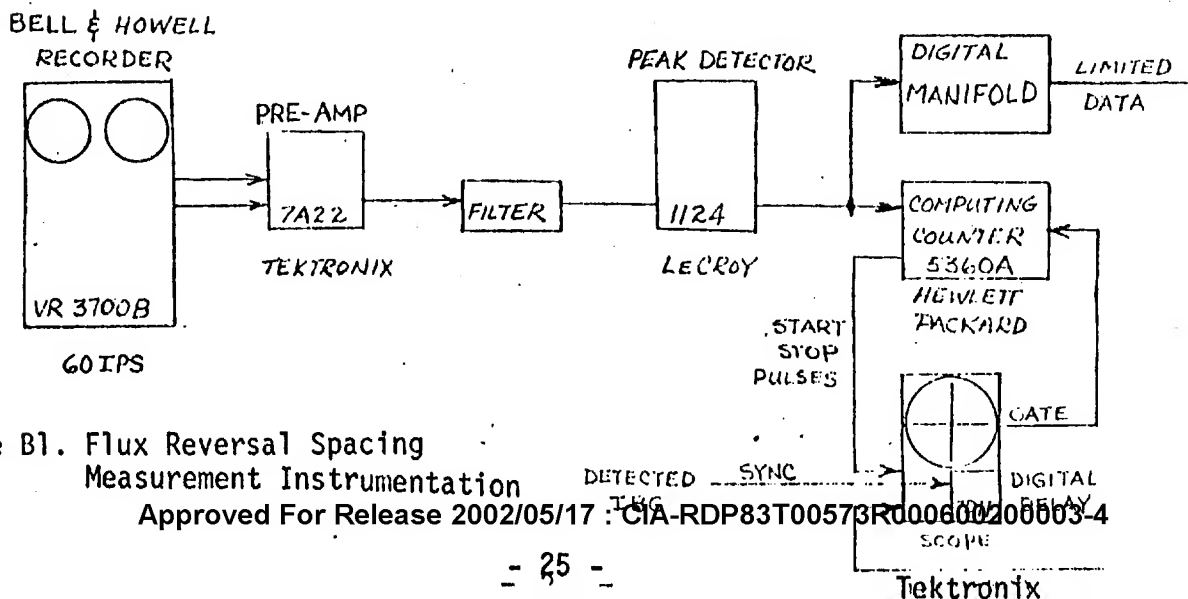 BELL & HOWELL
RECORDER
VR 3700B
60 IPS
PRE-AMP
7A22
TEKTRONIX
FILTER
PEAK DETECTOR
1124
LECROY
DIGITAL
MANIFOLD
LIMITED
DATA
COMPUTING
COUNTER
5360A
HEWLETT
PACKARD
START
STOP
PULSES
GATE
DETECTED
SYNC
DIGITAL
DELAY
SCOPE
Tektronix
e B1. Flux Reversal Spacing
Measurement Instrumentation
Approved For Release 2002/05/17 : CIA-RDP83T00573R000600200003-4
- 25 -